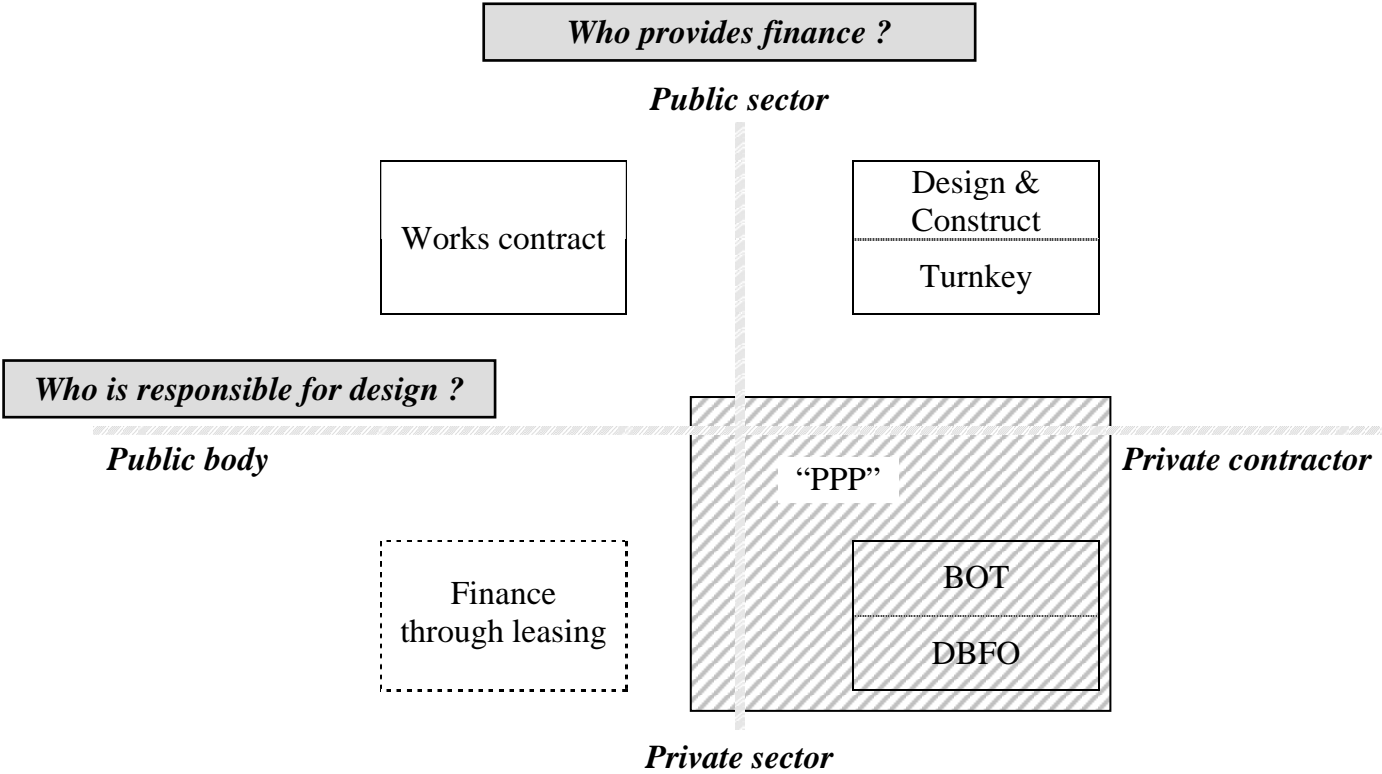 Who provides finance ?
Public sector
Works contract
Design &
Construct
Turnkey
Who is responsible for design ?
Public body
Private contractor
“PPP”
Finance
through leasing
BOT
DBFO
Private sector